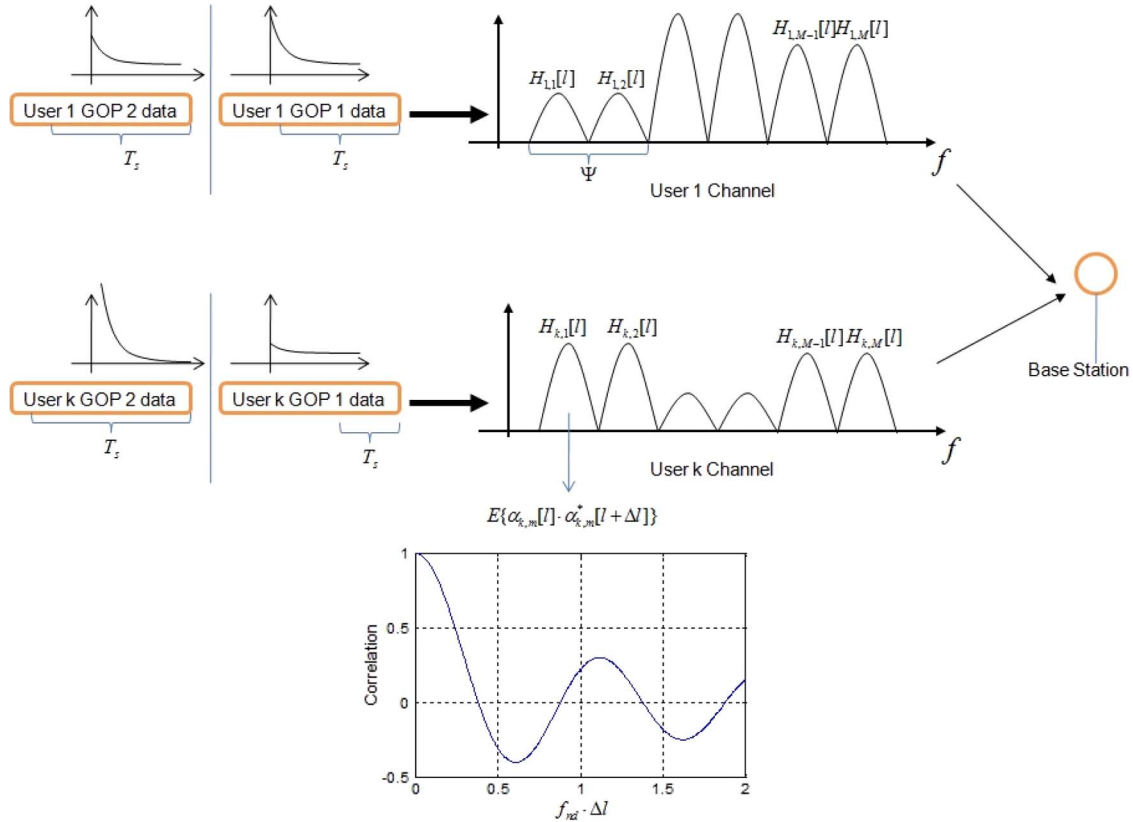 H_{1,1}[l]
H_{1,2}[l]
H_{1,M-1}[l] H_{1,M}[l]
User 1 GOP 2 data
User 1 GOP 1 data
T_s
T_s
Ψ
f
User 1 Channel
H_{k,1}[l]
H_{k,2}[l]
H_{k,M-1}[l] H_{k,M}[l]
Base Station
User k GOP 2 data
User k GOP 1 data
T_s
T_s
f
User k Channel
E{α_{k,m}[l]·α*_{k,m}[l+Δl]}
1
0.5
0
-0.5
Correlation
0
0.5
1
1.5
2
f_{nd}·Δl